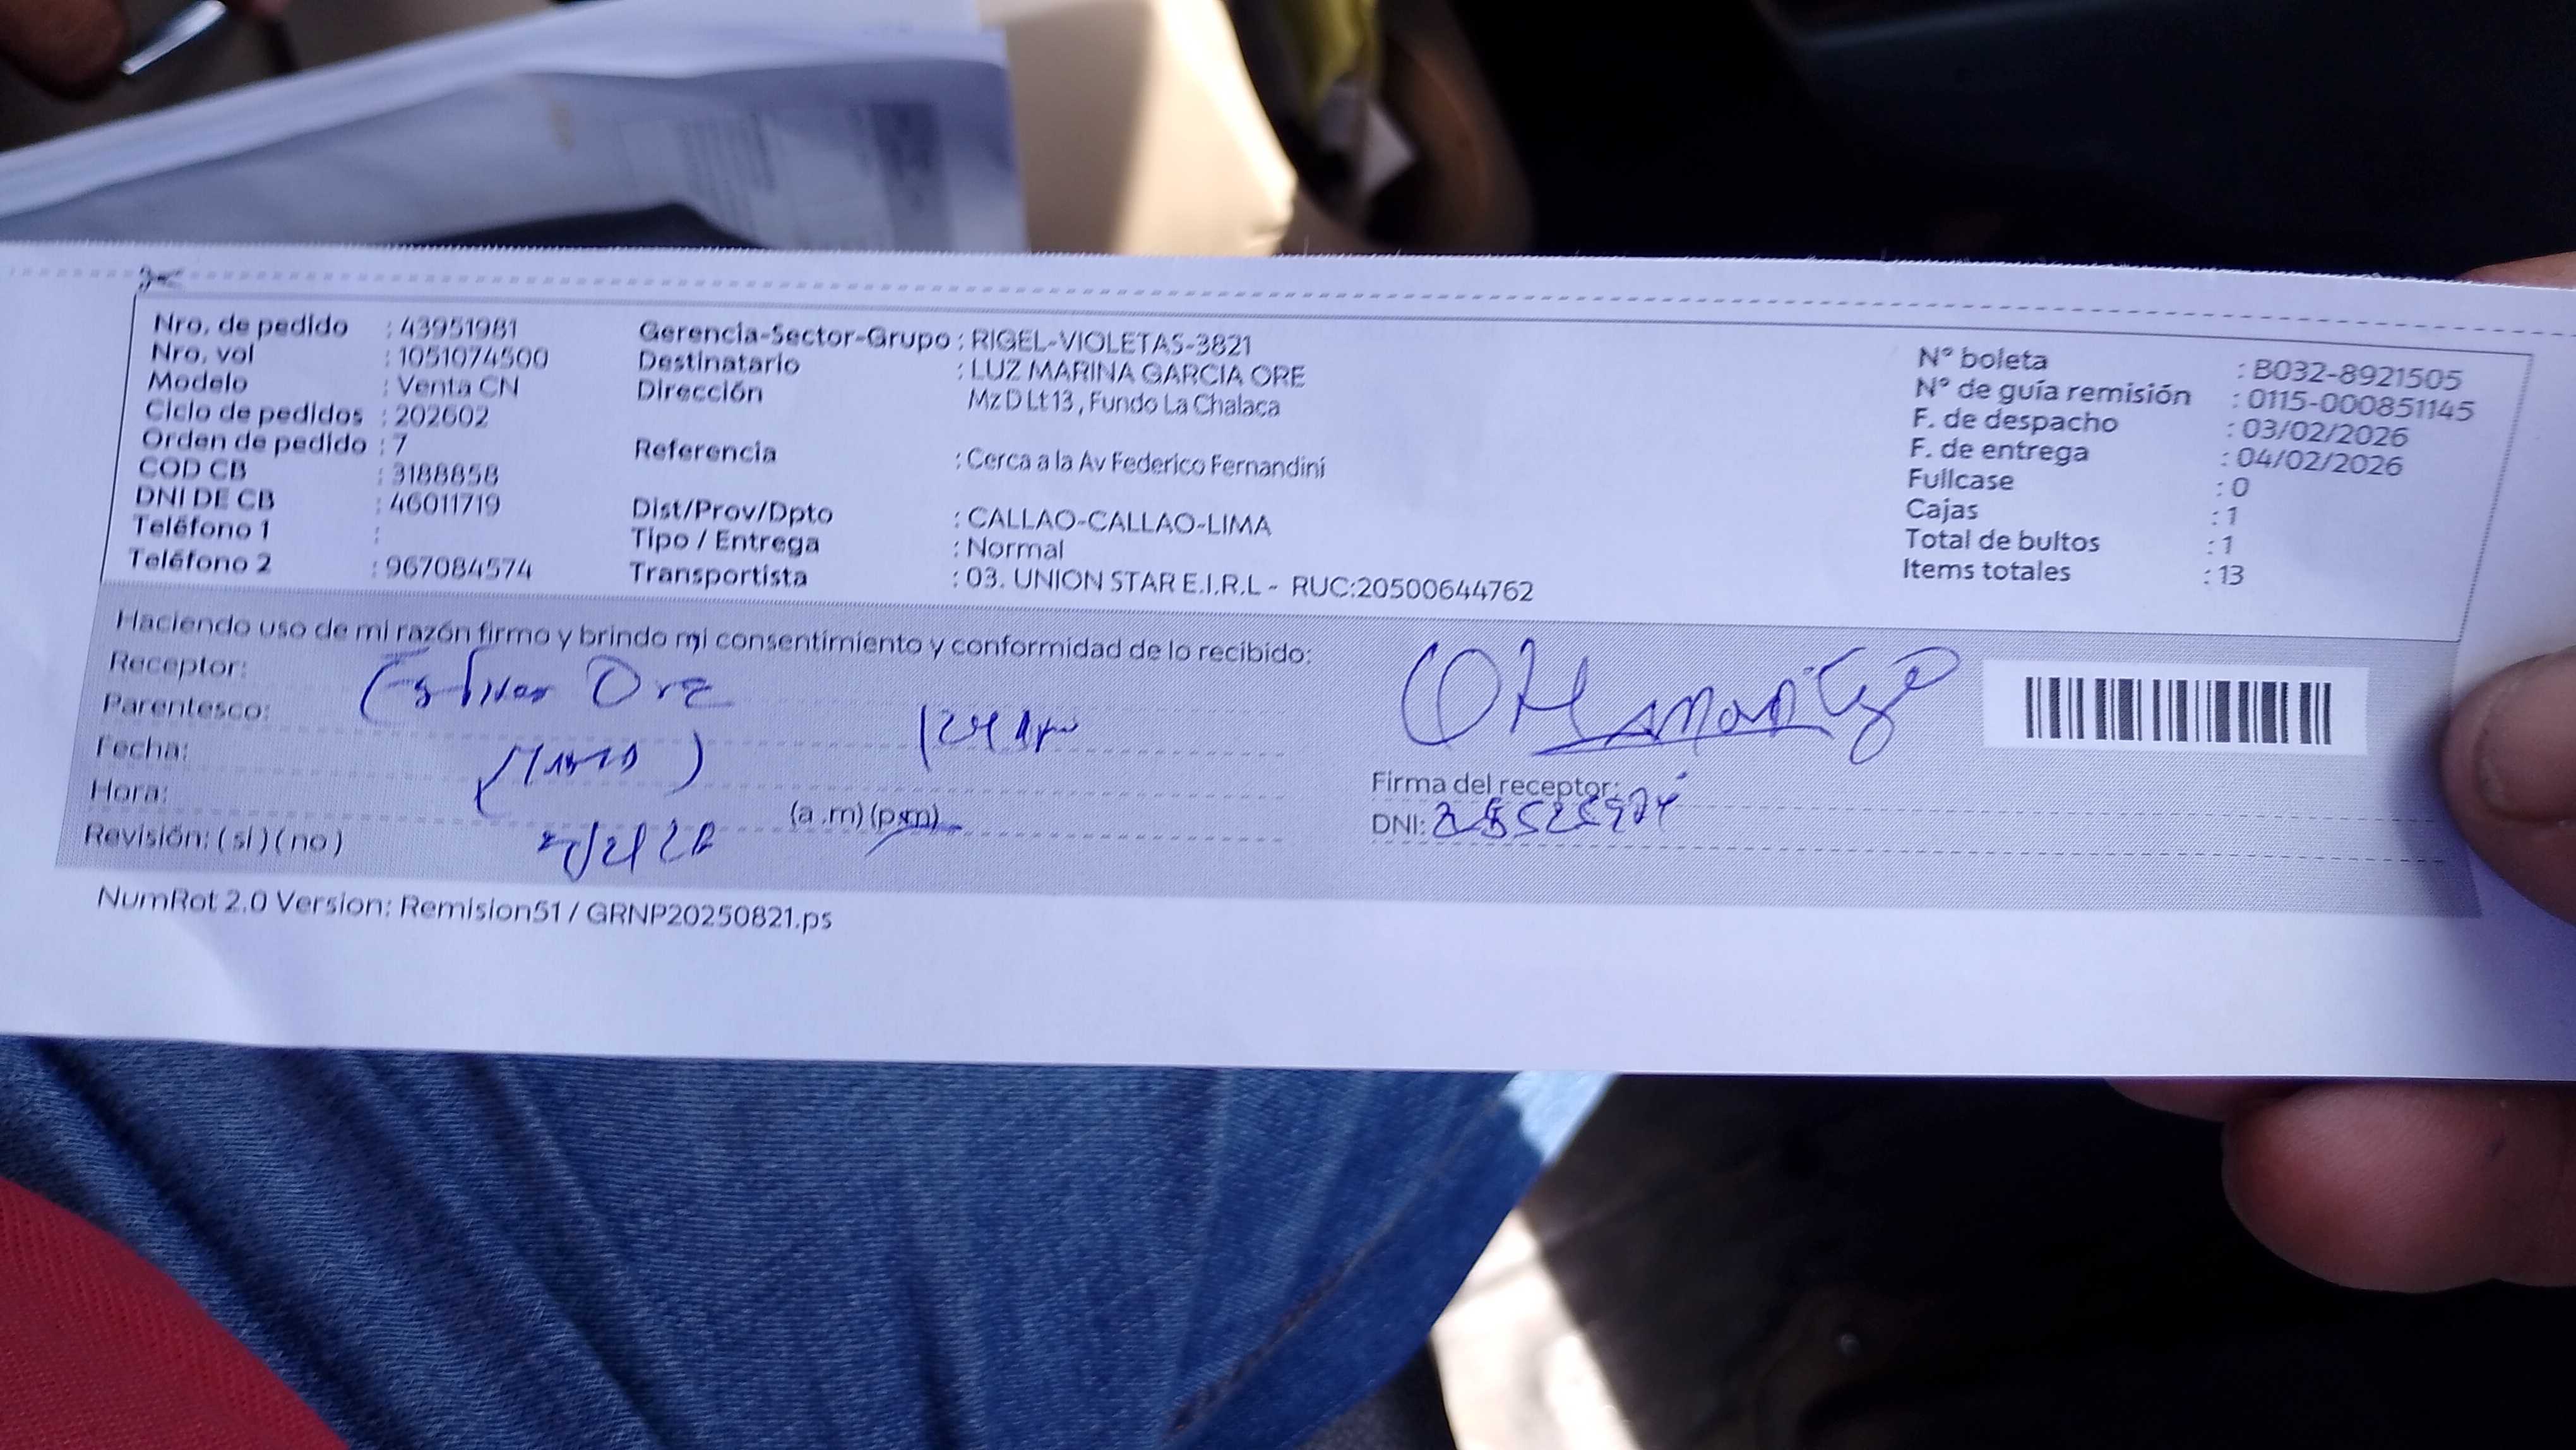 Nro. de pedido : 43951981
Nro. vol : 1051074500
Modelo : Venta CN
Ciclo de pedidos : 202602
Orden de pedido : 7
COD CB : 3188858
DNI DE CB : 46011719
Teléfono 1 :
Teléfono 2 : 967084574
Gerencia-Sector-Grupo : RIGEL-VIOLETAS-3821
Destinatario : LUZ MARINA GARCIA ORE
Dirección Mz D Lt 13 , Fundo La Chalaca
Referencia : Cerca a la Av Federico Fernandini
Dist/Prov/Dpto : CALLAO-CALLAO-LIMA
Tipo / Entrega : Normal
Transportista : 03. UNION STAR E.I.R.L - RUC:20500644762
N° boleta : B032-8921505
N° de guía remisión : 0115-000851145
F. de despacho : 03/02/2026
F. de entrega : 04/02/2026
Fullcase : 0
Cajas : 1
Total de bultos : 1
Items totales : 13
Haciendo uso de mi razón firmo y brindo mi consentimiento y conformidad de lo recibido:
Receptor: Ore
Parentesco:
Fecha:
Hora: (a .m) (p.m)
Revisión: ( si ) ( no )
Firma del receptor:
DNI:
NumRot 2.0 Version: Remision51 / GRNP20250821.ps